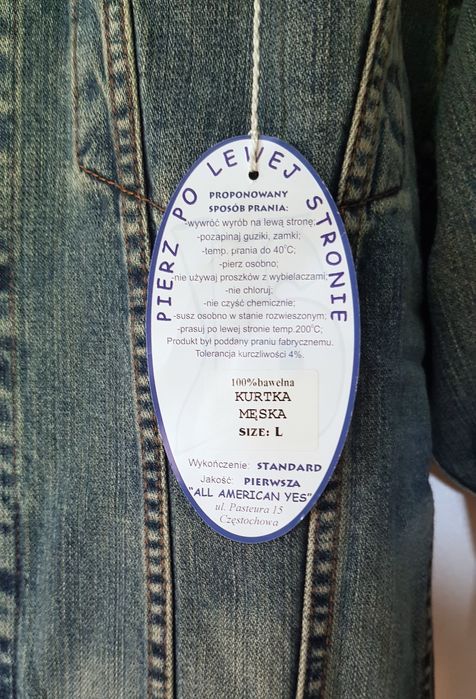 PIERZ PO LEWEJ STRONIE
PROPONOWANY
SPOSÓB PRANIA:
-wywróć wyrób na lewą stronę;
-pozapinaj guziki, zamki;
-temp. prania do 40°C;
-pierz osobno;
-nie używaj proszków z wybielaczami;
-nie chloruj;
-nie czyść chemicznie;
-susz osobno w stanie rozwieszonym;
-prasuj po lewej stronie temp.200°C;
Produkt był poddany praniu fabrycznemu.
Tolerancja kurczliwości 4%.
100%bawełna
KURTKA
MĘSKA
SIZE: L
Wykończenie: STANDARD
Jakość: PIERWSZA
"ALL AMERICAN YES"
ul. Pasteura 15
Częstochowa